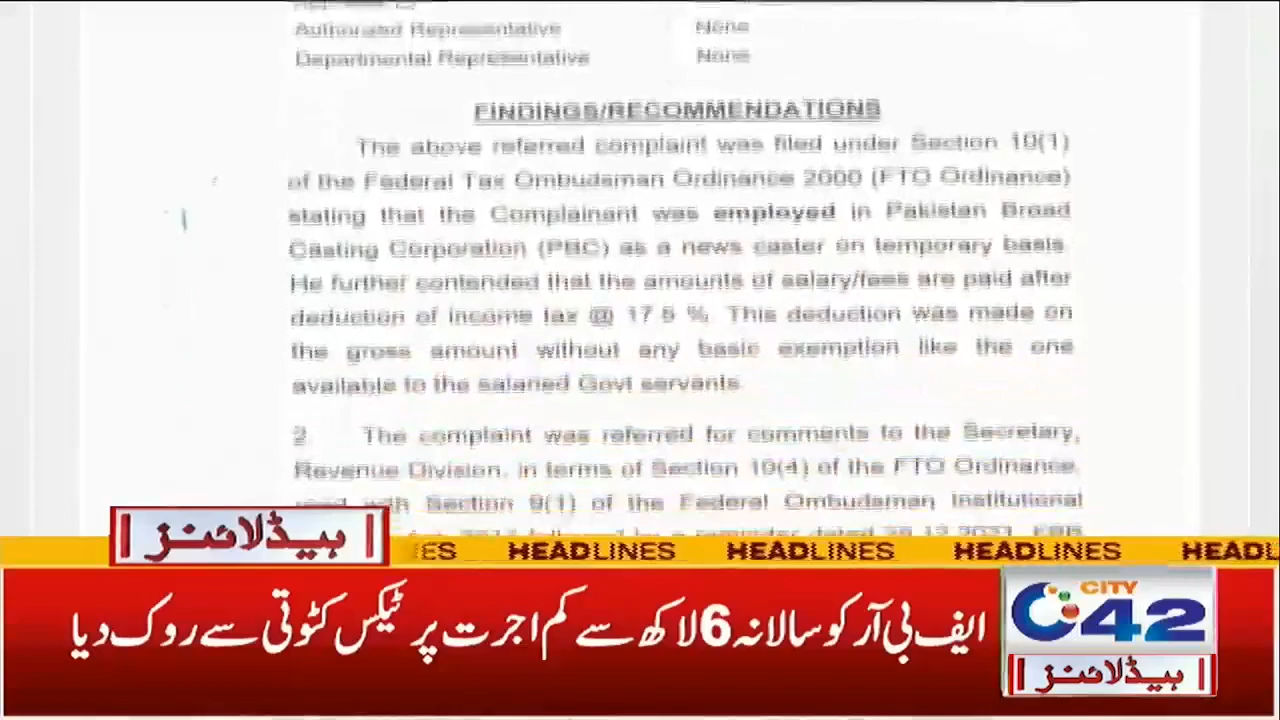 Authorized Representative None
Departmental Representative None
FINDINGS/RECOMMENDATIONS
The above referred complaint was filed under Section 10(1)
of the Federal Tax Ombudsman Ordinance 2000 (FTO Ordinance)
stating that the Complainant was employed in Pakistan Broad
Casting Corporation (PBC) as a news caster on temporary basis.
He further contended that the amounts of salary/fees are paid after
deduction of income tax @ 17.5 %. This deduction was made on
the gross amount without any basic exemption like the one
available to the salaried Govt servants.
2. The complaint was referred for comments to the Secretary,
Revenue Division, in terms of Section 10(4) of the FTO Ordinance,
read with Section 9(1) of the Federal Ombudsman Institutional
ہیڈلائنز
ES HEADLINES HEADLINES HEADLINES HEADL
ایف بی آر کو سالانہ 6 لاکھ سے کم اجرت پر ٹیکس کٹوتی سے روک دیا
CITY
42
ہیڈلائنز